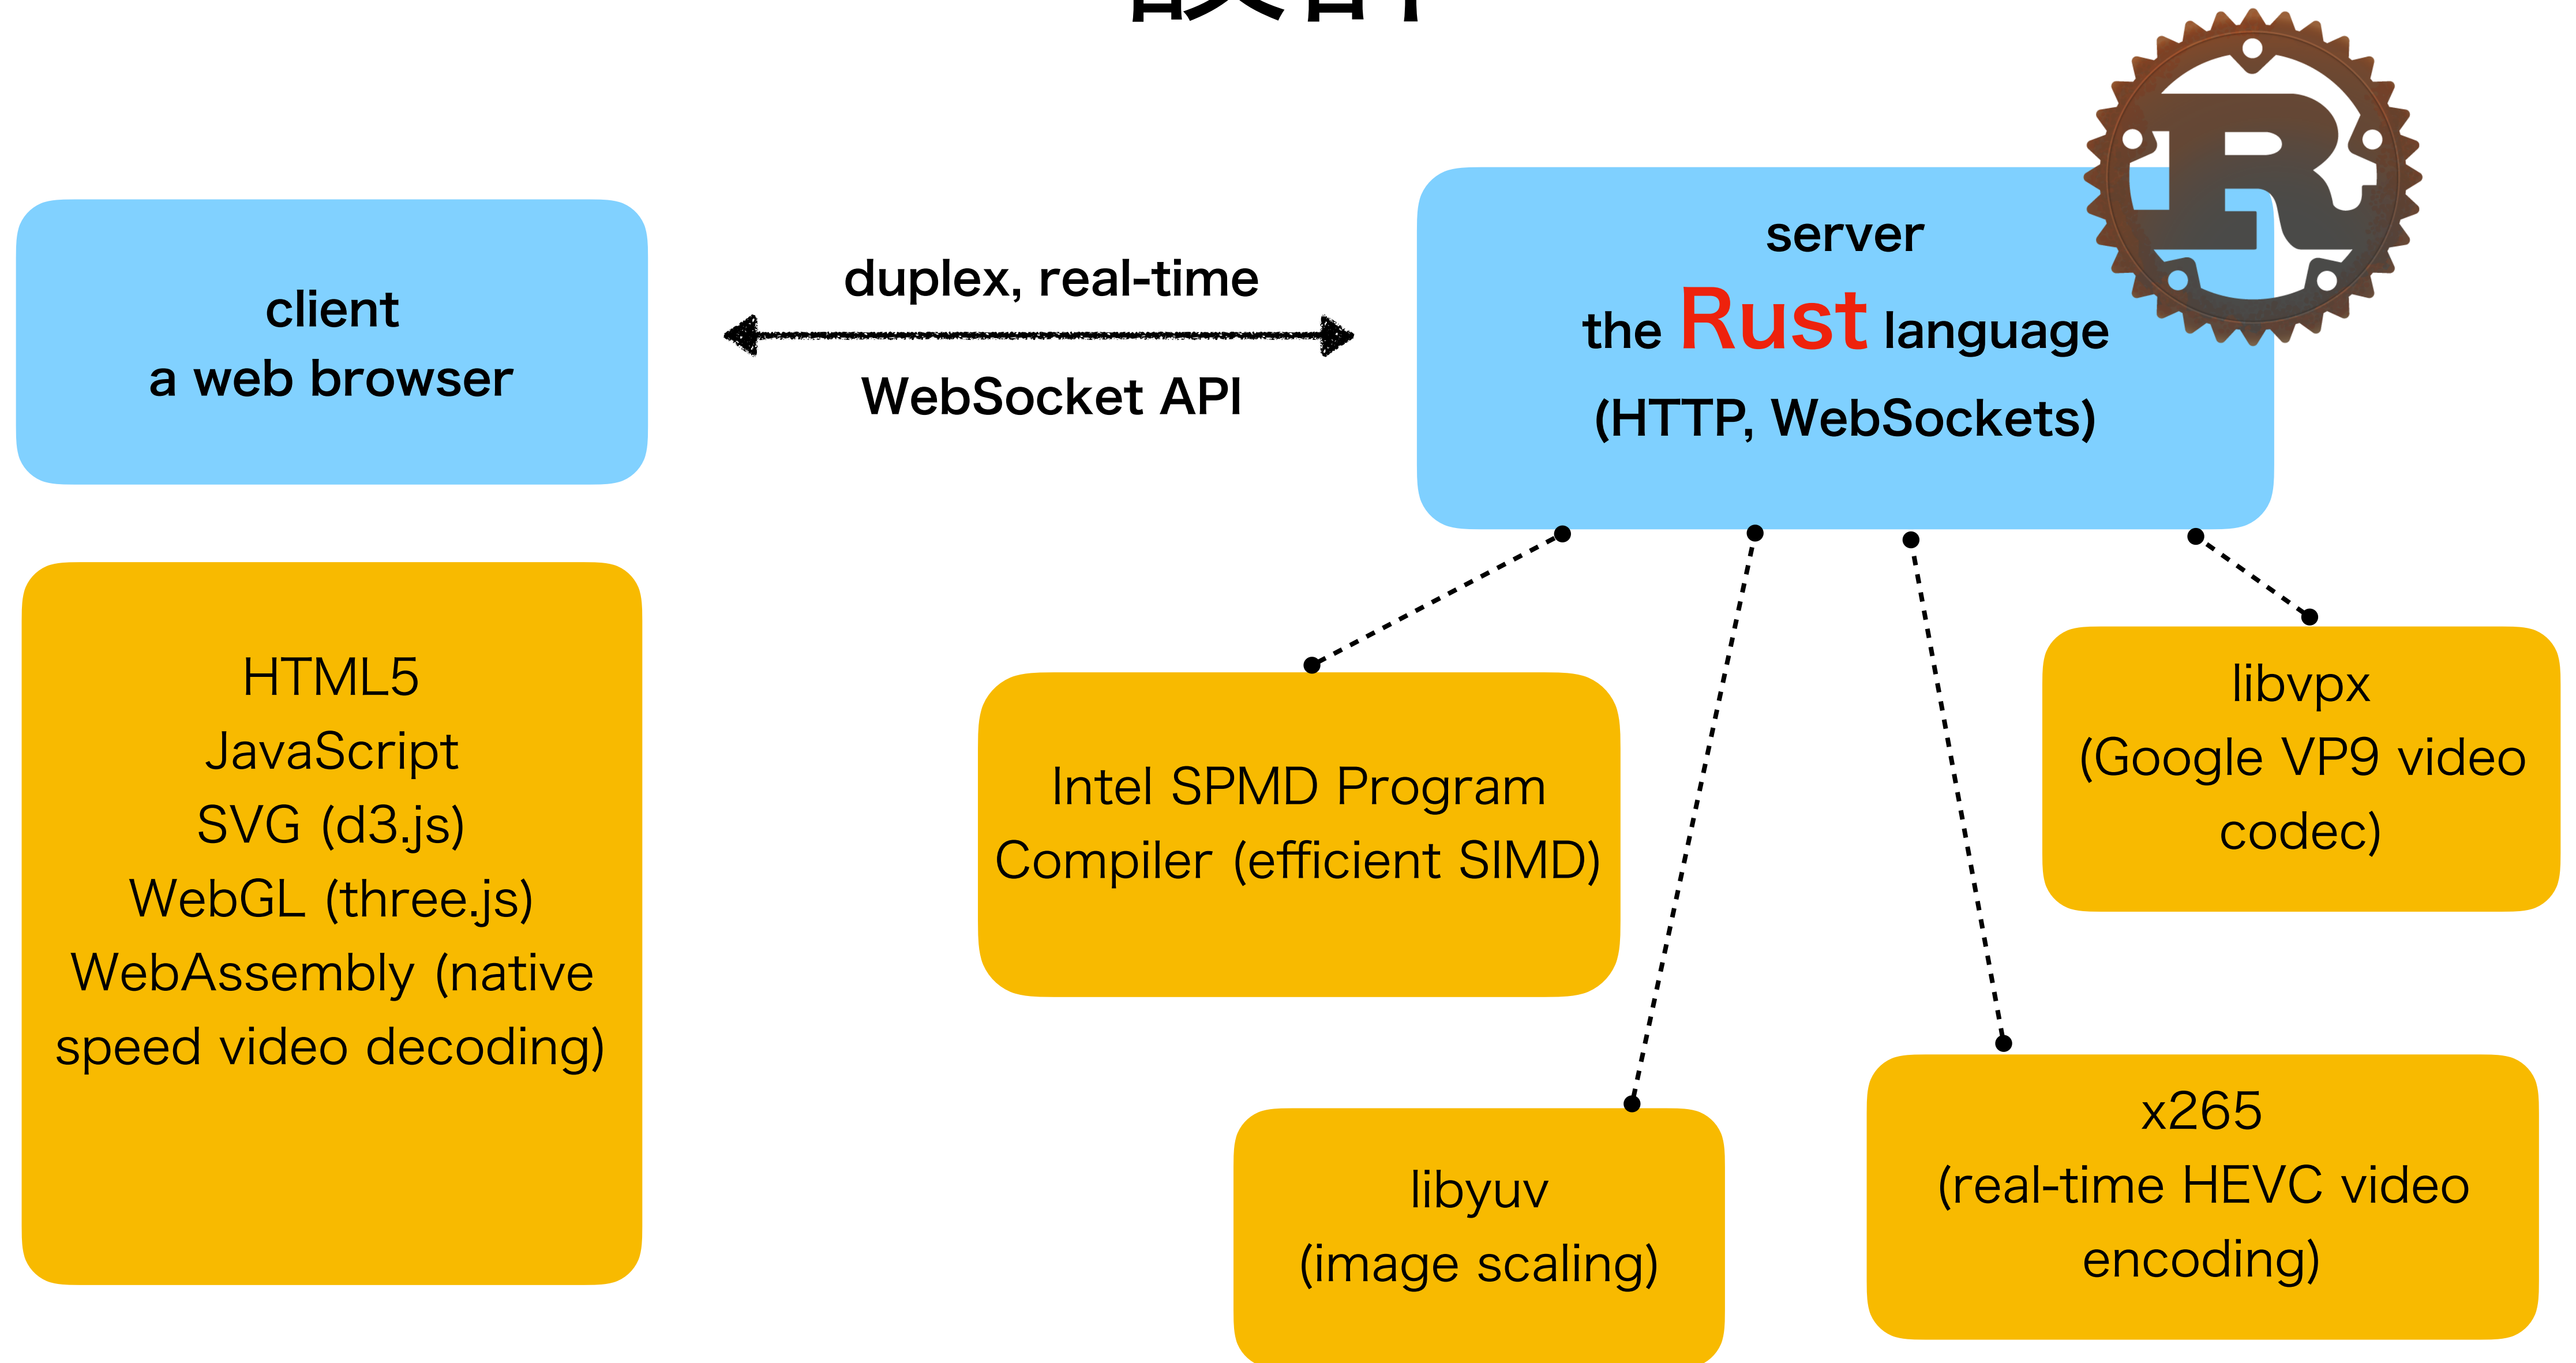 client
a web browser
duplex, real-time
WebSocket API
server
the Rust language
(HTTP, WebSockets)
HTML5
JavaScript
SVG (d3.js)
WebGL (three.js)
WebAssembly (native
speed video decoding)
Intel SPMD Program
Compiler (efficient SIMD)
libvpx
(Google VP9 video
codec)
libyuv
(image scaling)
x265
(real-time HEVC video
encoding)